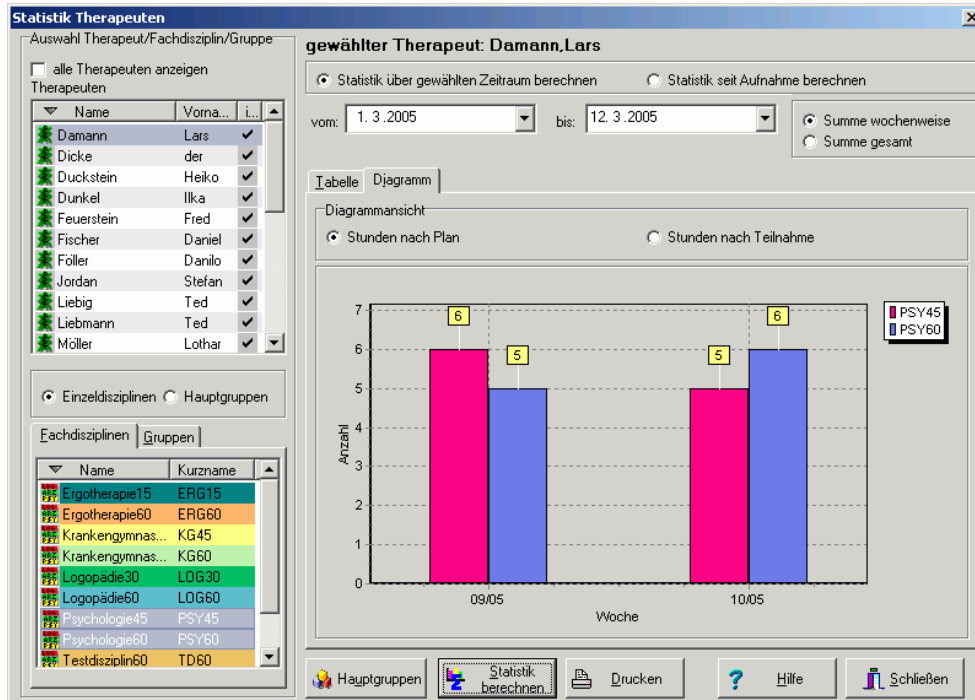 Statistik Therapeuten
Auswahl Therapeut/Fachdisziplin/Gruppe
alle Therapeuten anzeigen
Therapeuten
Name Vorna... i...
Damann Lars
Dicke der
Duckstein Heiko
Dunkel Ilka
Feuerstein Fred
Fischer Daniel
Föller Danilo
Jordan Stefan
Liebig Ted
Liebmann Ted
Möller Lothar
Einzeldisziplinen Hauptgruppen
Fachdisziplinen Gruppen
Name Kurzname
Ergotherapie15 ERG15
Ergotherapie60 ERG60
Krankengymnas... KG45
Krankengymnas... KG60
Logopädie30 LOG30
Logopädie60 LOG60
Psychologie45 PSY45
Psychologie60 PSY60
Testdisziplin60 TD60
gewählter Therapeut: Damann,Lars
Statistik über gewählten Zeitraum berechnen Statistik seit Aufnahme berechnen
vom: 1. 3 .2005 bis: 12. 3 .2005
Summe wochenweise
Summe gesamt
Tabelle Diagramm
Diagrammansicht
Stunden nach Plan Stunden nach Teilnahme
7
6
5
4
3
2
1
0
Anzahl
6 5 5 6
09/05 10/05
Woche
PSY45
PSY60
Hauptgruppen Statistik berechnen Drucken ? Hilfe Schließen